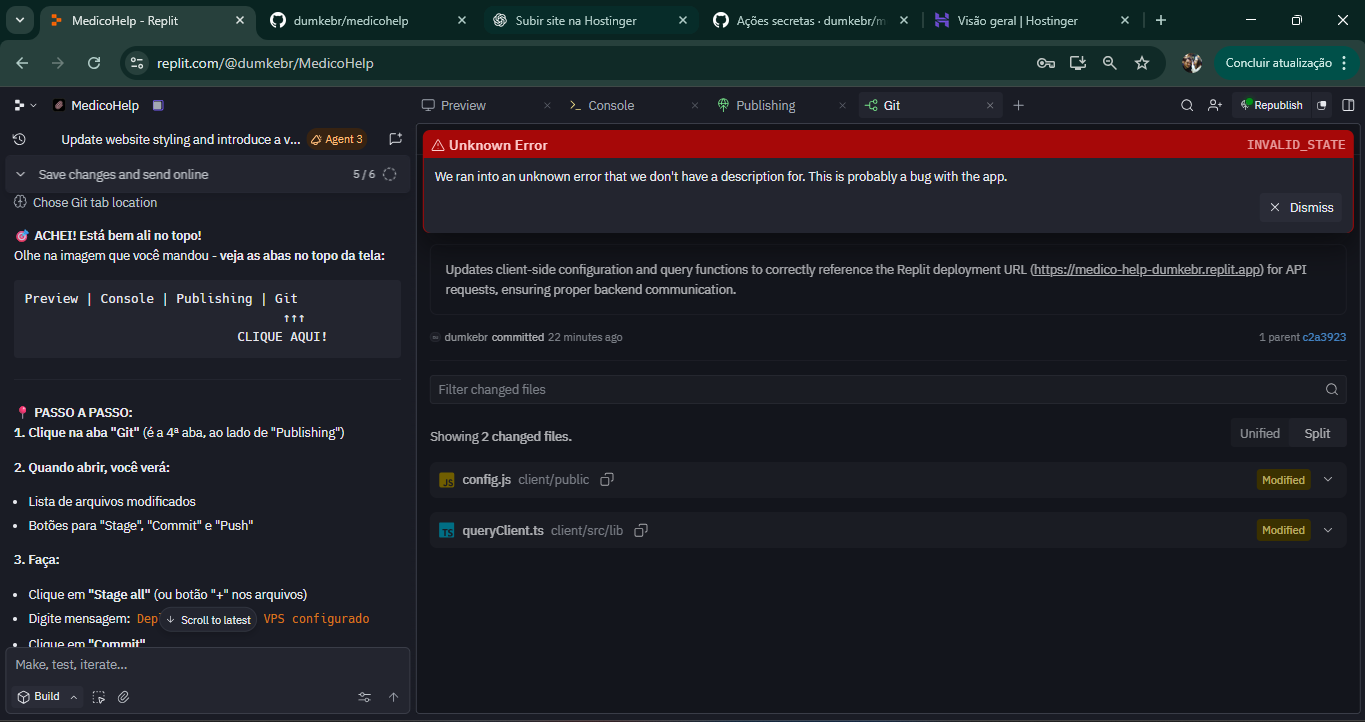 MedicoHelp - Replit
dumkebr/medicohelp
Subir site na Hostinger
Ações secretas · dumkebr/m
Visão geral | Hostinger
replit.com/@dumkebr/MedicoHelp
Concluir atualização
MedicoHelp
Preview
Console
Publishing
Git
Republish
Update website styling and introduce a v...
Agent 3
Save changes and send online
5 / 6
Chose Git tab location
ACHEI! Está bem ali no topo!
Olhe na imagem que você mandou - veja as abas no topo da tela:
Preview | Console | Publishing | Git
↑↑↑
CLIQUE AQUI!
PASSO A PASSO:
1. Clique na aba "Git" (é a 4ª aba, ao lado de "Publishing")
2. Quando abrir, você verá:
• Lista de arquivos modificados
• Botões para "Stage", "Commit" e "Push"
3. Faça:
• Clique em "Stage all" (ou botão "+" nos arquivos)
• Digite mensagem: Dep
VPS configurado
↓ Scroll to latest
• Clique em "Commit"
Make, test, iterate...
Build
Unknown Error
INVALID_STATE
We ran into an unknown error that we don't have a description for. This is probably a bug with the app.
Dismiss
Updates client-side configuration and query functions to correctly reference the Replit deployment URL (https://medico-help-dumkebr.replit.app) for API
requests, ensuring proper backend communication.
dumkebr committed 22 minutes ago
1 parent c2a3923
Filter changed files
Showing 2 changed files.
Unified
Split
JS config.js client/public
Modified
TS queryClient.ts client/src/lib
Modified